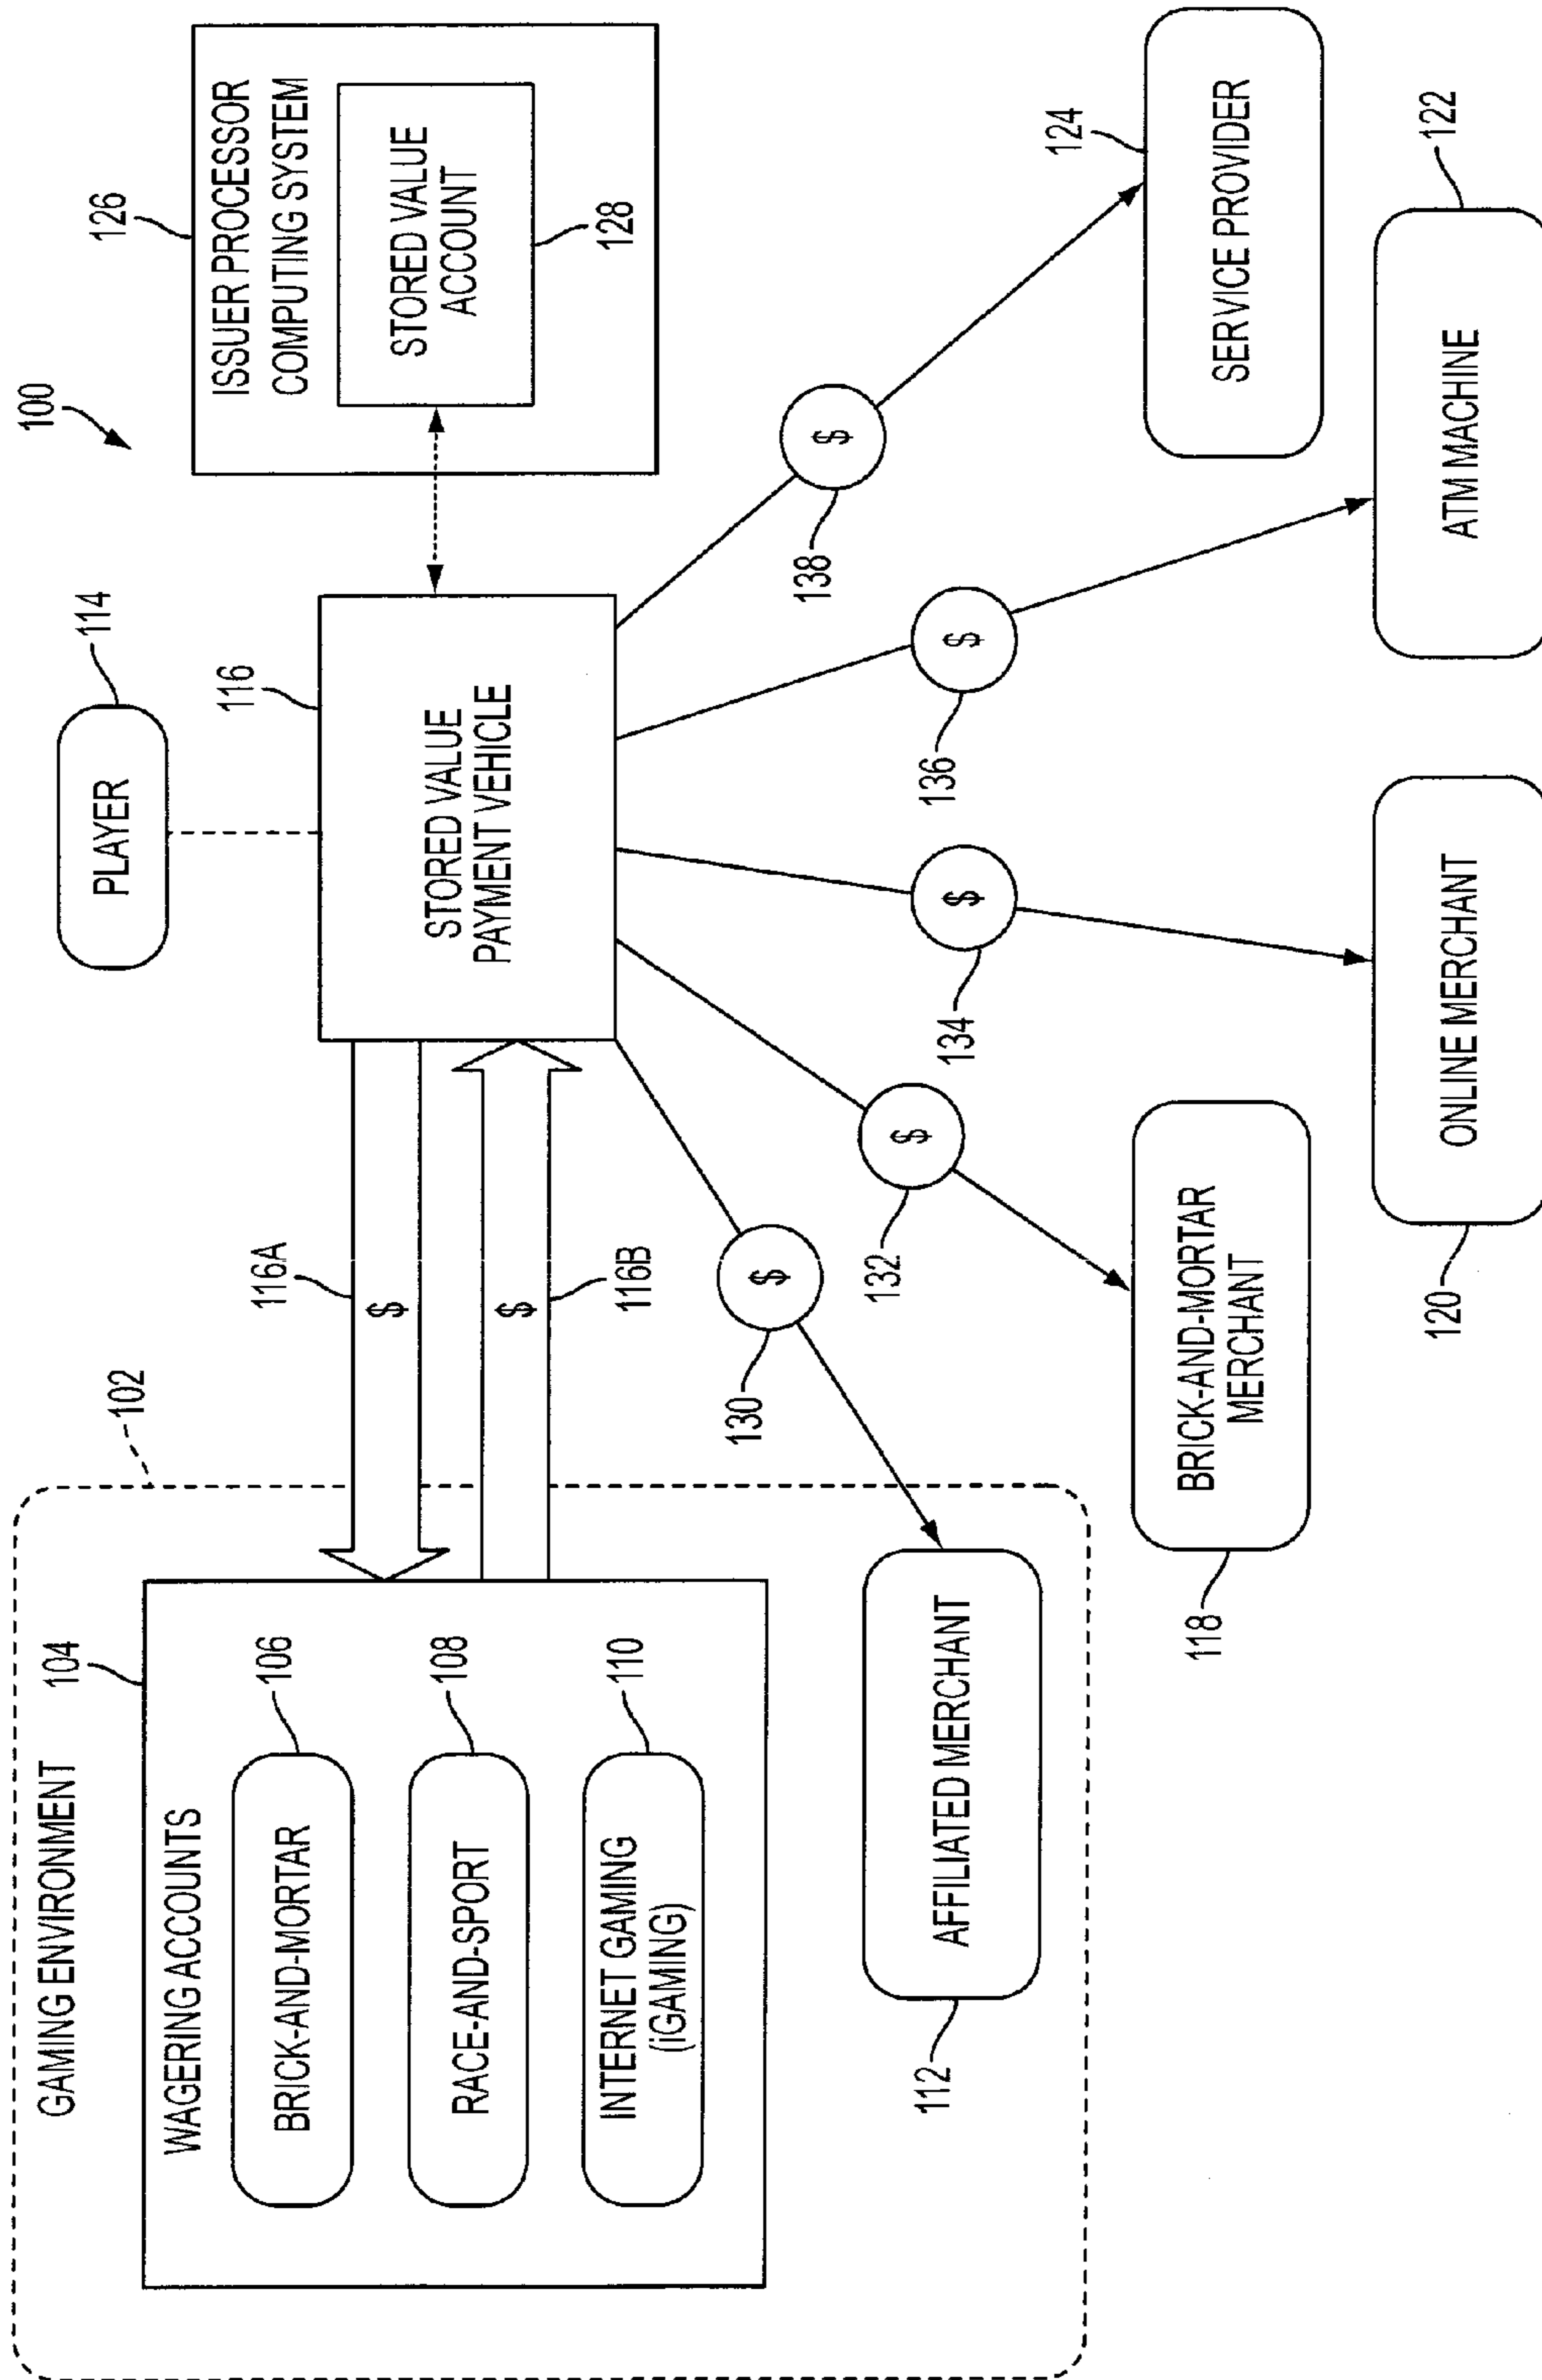 100
GAMING ENVIRONMENT
102
104
WAGERING ACCOUNTS
BRICK-AND-MORTAR
106
RACE-AND-SPORT
108
INTERNET GAMING
(iGAMING)
110
AFFILIATED MERCHANT
112
116A
$
$
116B
PLAYER
114
116
STORED VALUE
PAYMENT VEHICLE
126
ISSUER PROCESSOR
COMPUTING SYSTEM
STORED VALUE
ACCOUNT
128
$
130
$
132
$
134
$
136
$
138
BRICK-AND-MORTAR
MERCHANT
118
ONLINE MERCHANT
120
ATM MACHINE
122
SERVICE PROVIDER
124